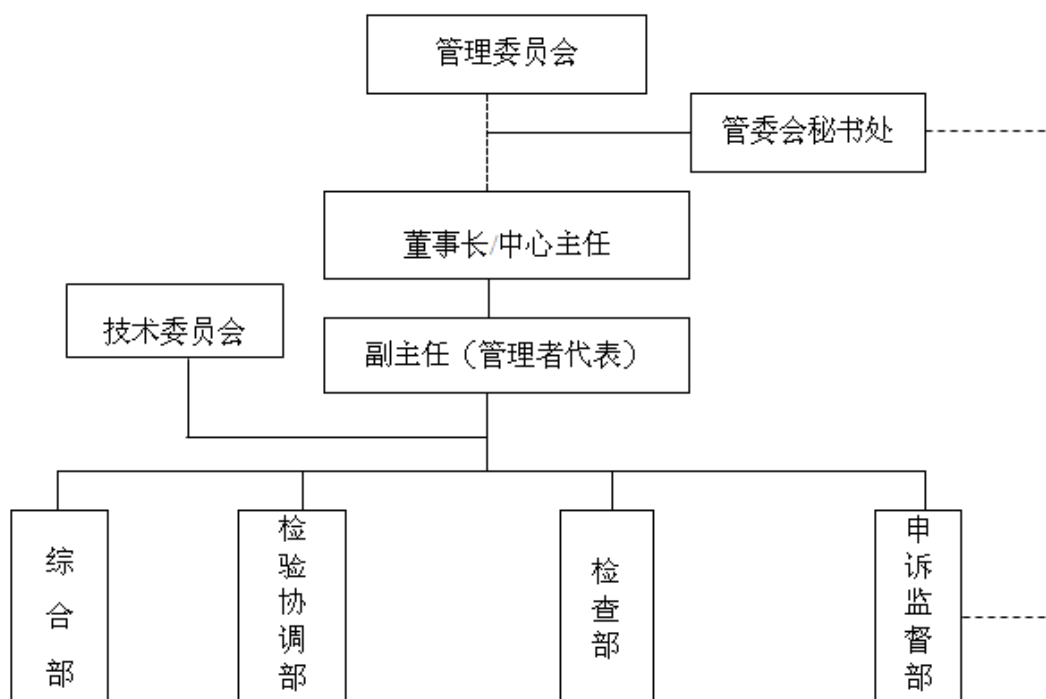 管理委员会
管委会秘书处
董事长/中心主任
技术委员会
副主任（管理者代表）
综合部
检验协调部
检查部
申诉监督部